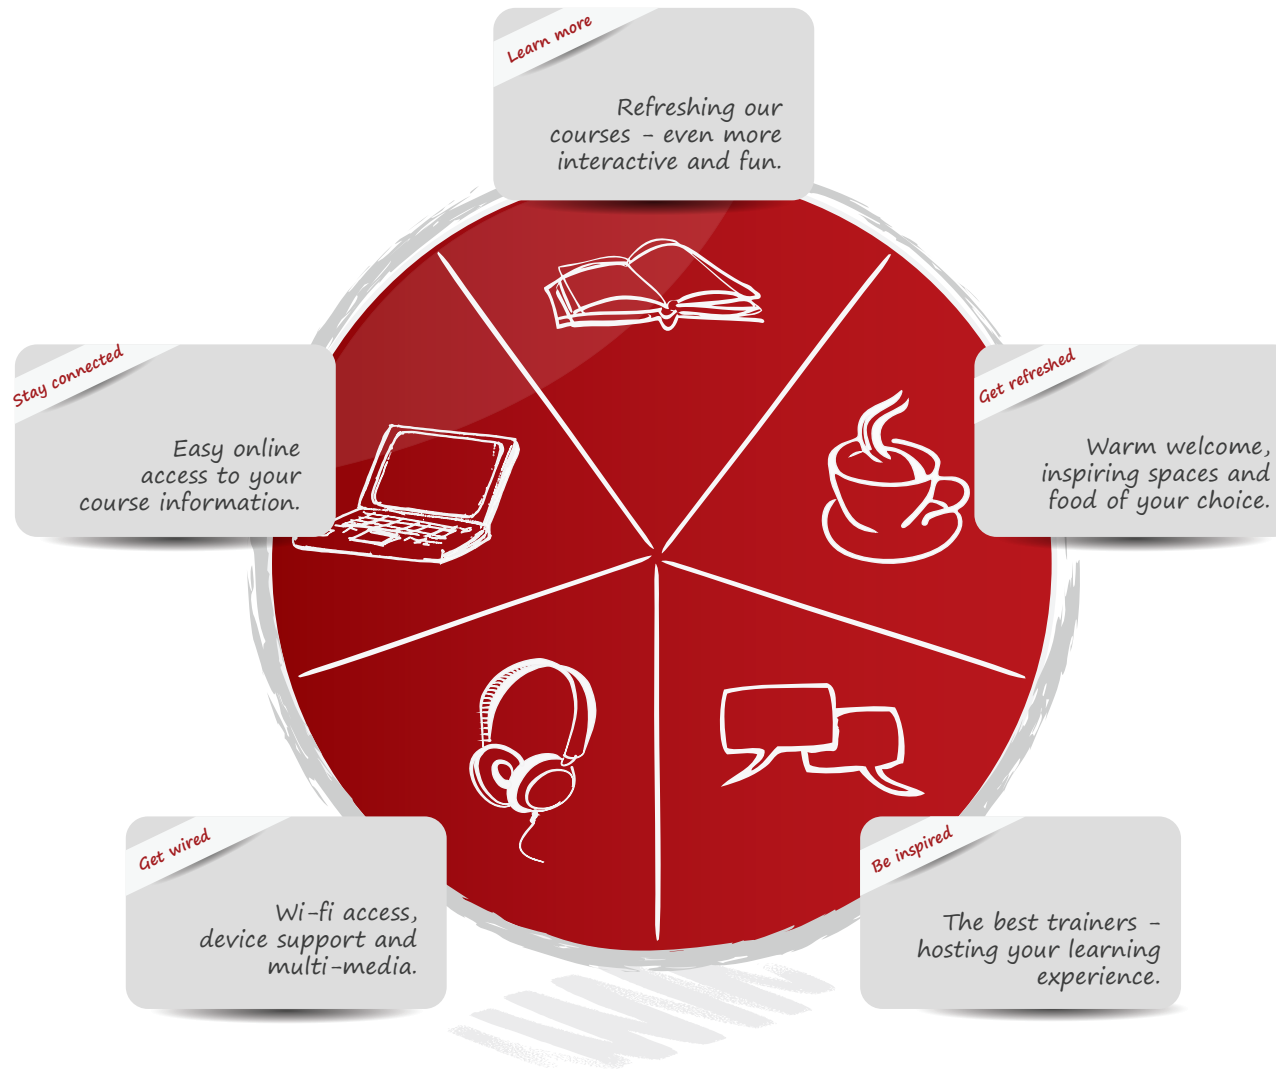 Learn more
Refreshing our
courses - even more
interactive and fun.
Stay connected
Easy online
access to your
course information.
Get refreshed
Warm welcome,
inspiring spaces and
food of your choice.
Get wired
Wi-fi access,
device support and
multi-media.
Be inspired
The best trainers -
hosting your learning
experience.